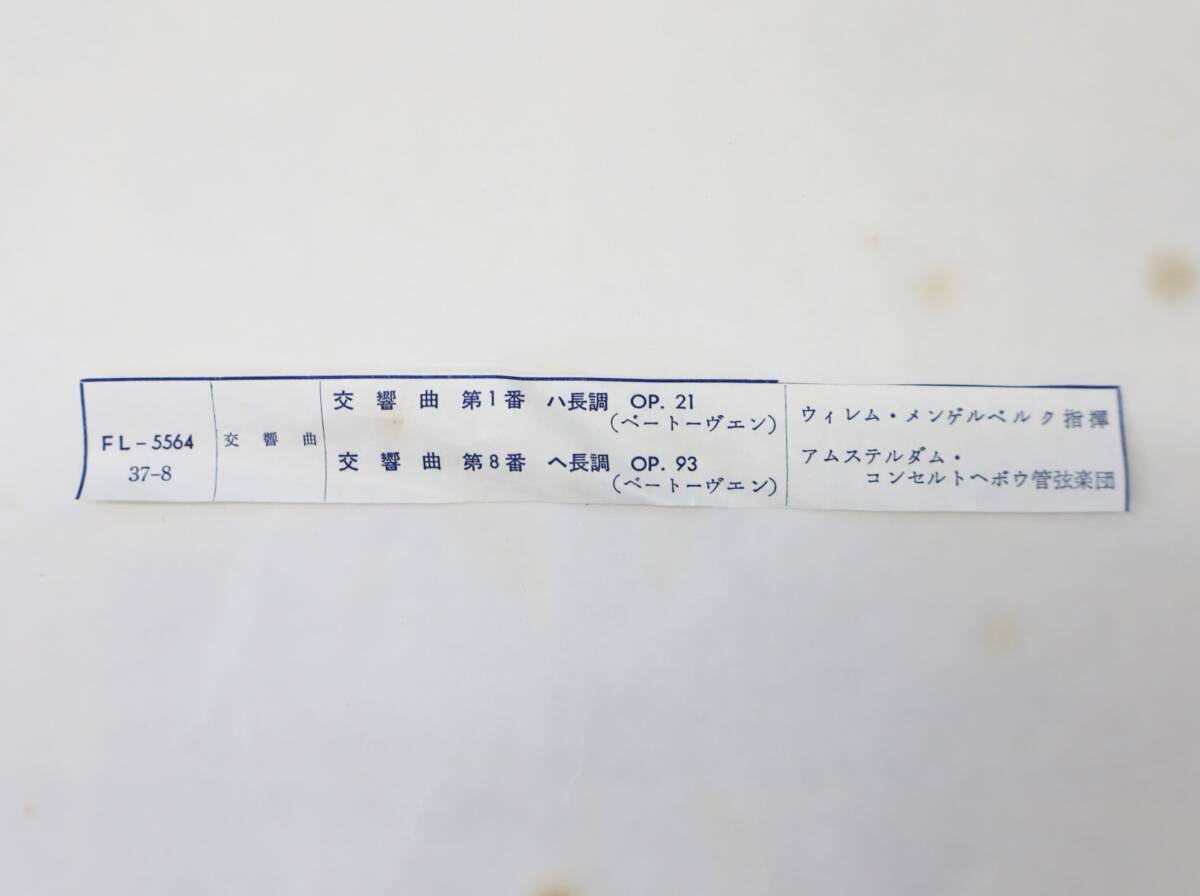 FL-5564
37-8
交響曲
交響曲 第1番 ハ長調 OP. 21
(ベートーヴェン)
交響曲 第8番 ヘ長調 OP. 93
(ベートーヴェン)
ウィレム・メンゲルベルク指揮
アムステルダム・
コンセルトヘボウ管弦楽団